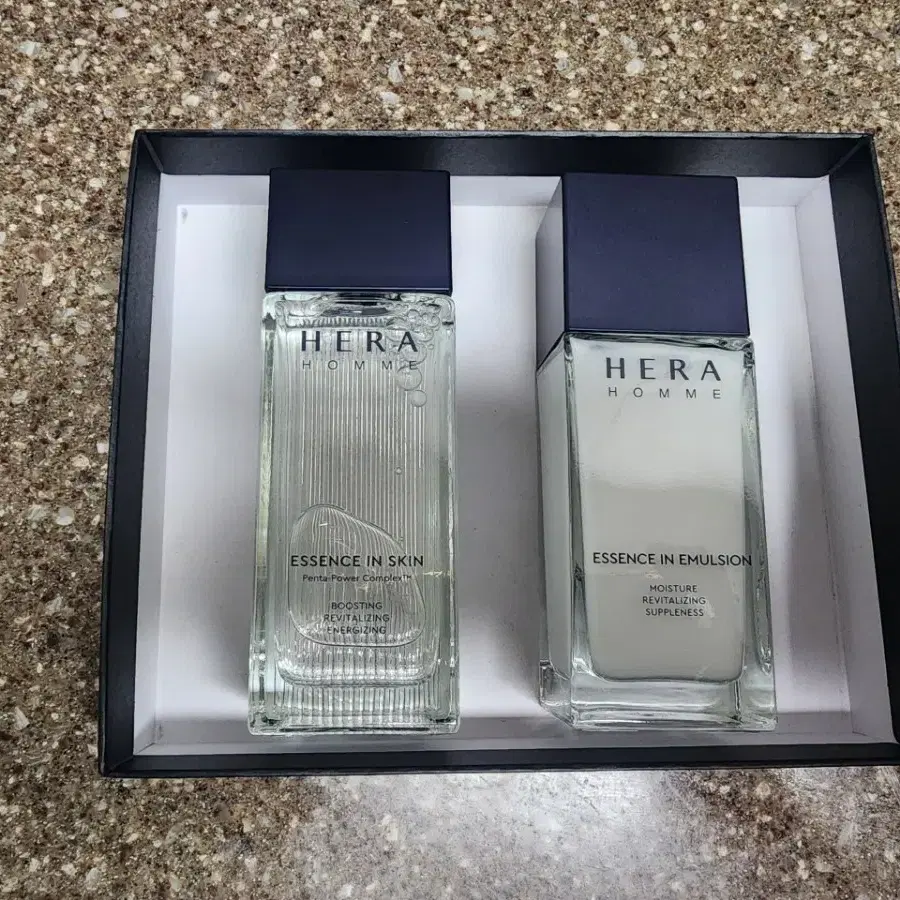 HERA
HOMME
ESSENCE IN SKIN
Penta-Power Complex™
BOOSTING
REVITALIZING
ENERGIZING
HERA
HOMME
ESSENCE IN EMULSION
MOISTURE
REVITALIZING
SUPPLENESS